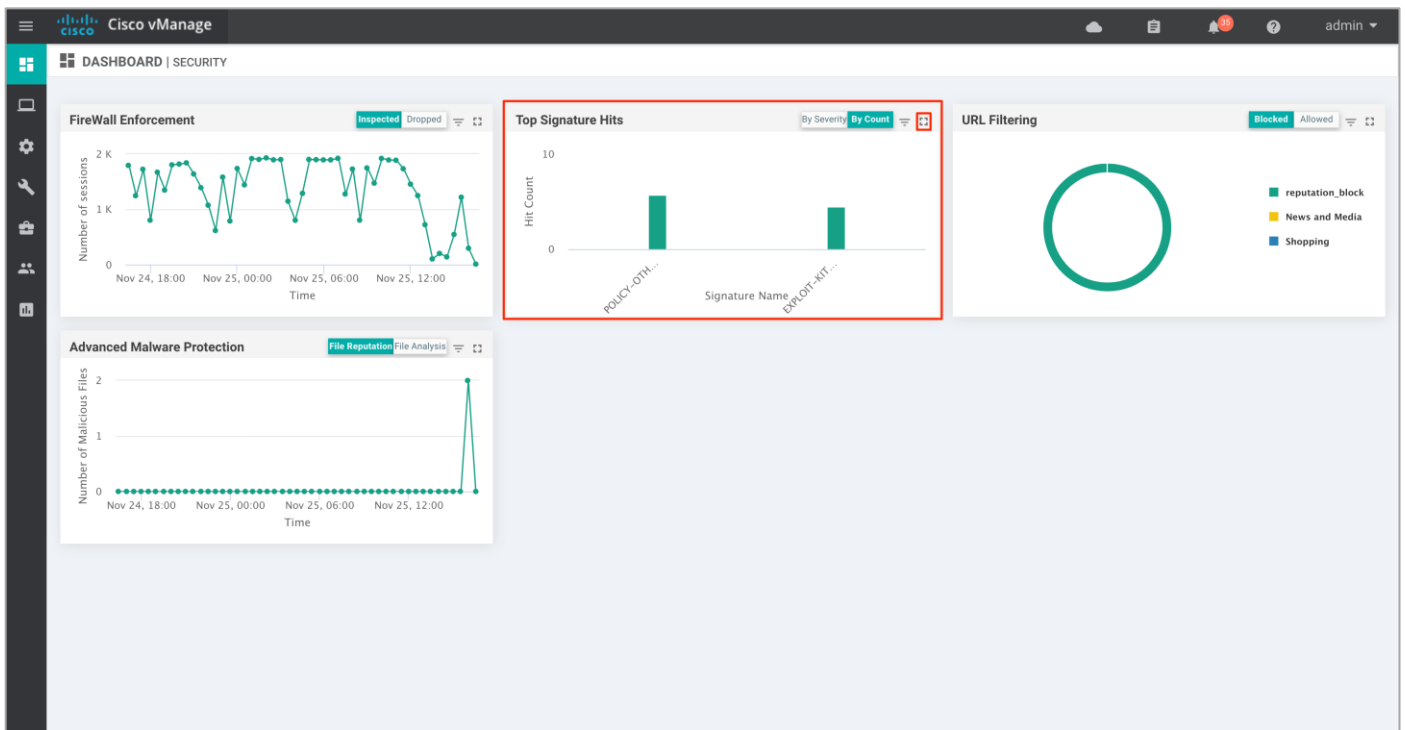 cisco Cisco vManage
35
admin
DASHBOARD | SECURITY
FireWall Enforcement
Inspected Dropped
2 K
1 K
0
Number of sessions
Nov 24, 18:00 Nov 25, 00:00 Nov 25, 06:00 Nov 25, 12:00
Time
Top Signature Hits
By Severity By Count
10
0
Hit Count
POLICY-OTH...
EXPLOIT-KIT...
Signature Name
URL Filtering
Blocked Allowed
reputation_block
News and Media
Shopping
Advanced Malware Protection
File Reputation File Analysis
2
1
0
Number of Malicious Files
Nov 24, 18:00 Nov 25, 00:00 Nov 25, 06:00 Nov 25, 12:00
Time